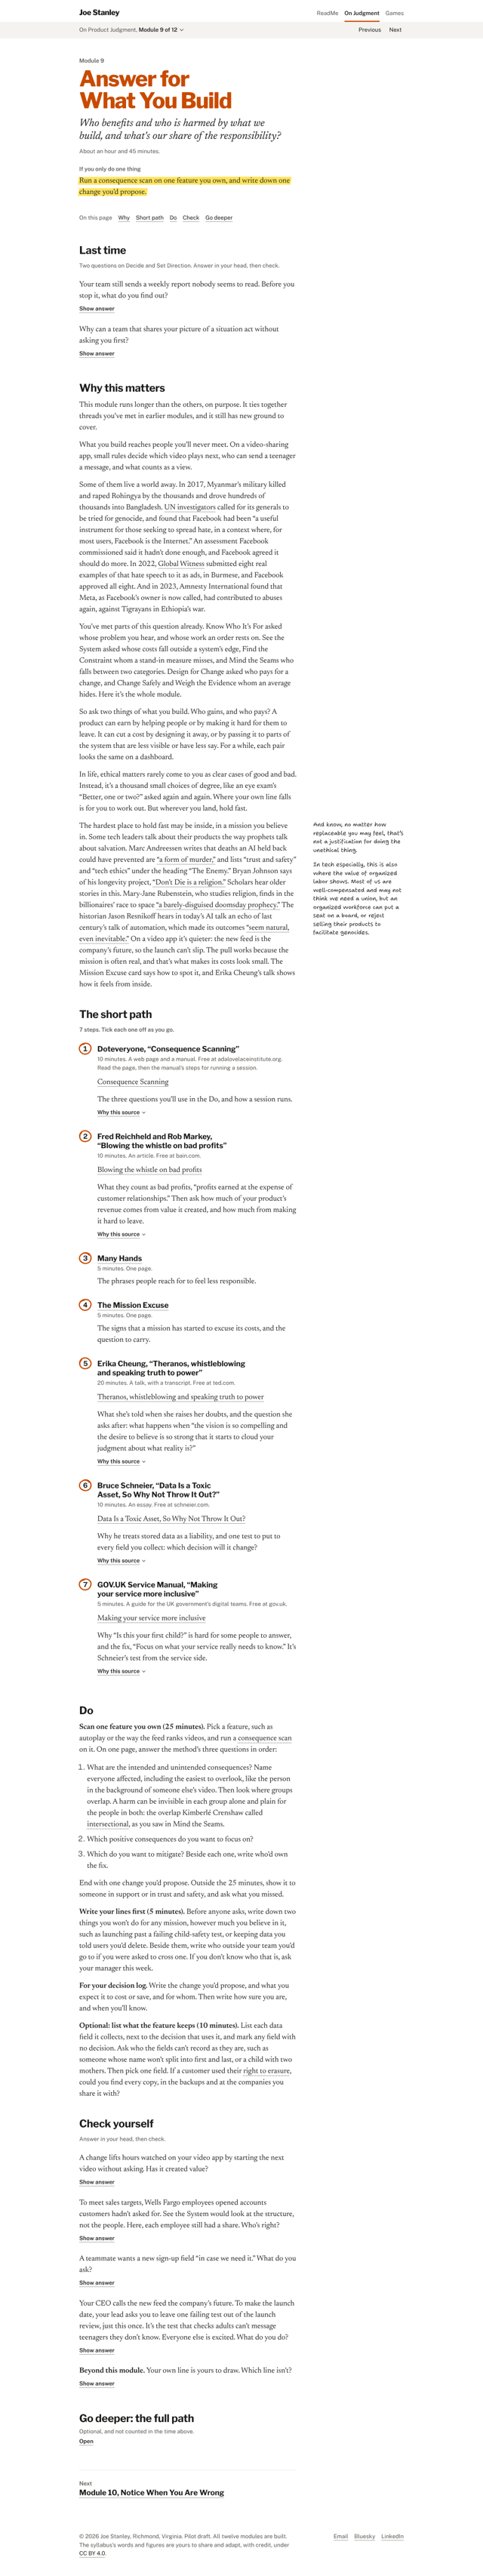 Joe Stanley
ReadMe On Judgment Games
On Product Judgment, Module 9 of 12
Previous Next
Module 9
Answer for
What You Build
Who benefits and who is harmed by what we
build, and what's our share of the responsibility?
About an hour and 45 minutes.
If you only do one thing
Run a consequence scan on one feature you own, and write down one
change you'd propose.
On this page Why Short path Do Check Go deeper
Last time
Two questions on Decide and Set Direction. Answer in your head, then check.
Your team still sends a weekly report nobody seems to read. Before you
stop it, what do you find out?
Show answer
Why can a team that shares your picture of a situation act without
asking you first?
Show answer
Why this matters
This module runs longer than the others, on purpose. It ties together
threads you've met in earlier modules, and it still has new ground to
cover.
What you build reaches people you'll never meet. On a video-sharing
app, small rules decide which video plays next, who can send a teenager
a message, and what counts as a view.
Some of them live a world away. In 2017, Myanmar's military killed
and raped Rohingya by the thousands and drove hundreds of
thousands into Bangladesh. UN investigators called for its generals to
be tried for genocide, and found that Facebook had been “a useful
instrument for those seeking to spread hate, in a context where, for
most users, Facebook is the Internet.” An assessment Facebook
commissioned said it hadn't done enough, and Facebook agreed it
should do more. In 2022, Global Witness submitted eight real
examples of that hate speech to it as ads, in Burmese, and Facebook
approved all eight. And in 2023, Amnesty International found that
Meta, as Facebook's owner is now called, had contributed to abuses
again, against Tigrayans in Ethiopia's war.
You've met parts of this question already. Know Who It's For asked
whose problem you hear, and whose work an order rests on. See the
System asked whose costs fall outside a system's edge, Find the
Constraint whom a stand-in measure misses, and Mind the Seams who
falls between two categories. Design for Change asked who pays for a
change, and Change Safely and Weigh the Evidence whom an average
hides. Here it's the whole module.
So ask two things of what you build. Who gains, and who pays? A
product can earn by helping people or by making it hard for them to
leave. It can cut a cost by designing it away, or by passing it to parts of
the system that are less visible or have less say. For a while, each pair
looks the same on a dashboard.
In life, ethical matters rarely come to you as clear cases of good and bad.
Instead, it's a thousand small choices of degree, like an eye exam's
“Better, one or two?” asked again and again. Where your own line falls
is for you to work out. But wherever you land, hold fast.
The hardest place to hold fast may be inside, in a mission you believe
in. Some tech leaders talk about their products the way prophets talk
about salvation. Marc Andreessen writes that deaths an AI held back
could have prevented are “a form of murder,” and lists “trust and safety”
and “tech ethics” under the heading “The Enemy.” Bryan Johnson says
of his longevity project, “Don't Die is a religion.” Scholars hear older
stories in this. Mary-Jane Rubenstein, who studies religion, finds in the
billionaires' race to space “a barely-disguised doomsday prophecy.” The
historian Jason Resnikoff hears in today's AI talk an echo of last
century's talk of automation, which made its outcomes “seem natural,
even inevitable.” On a video app it's quieter: the new feed is the
company's future, so the launch can't slip. The pull works because the
mission is often real, and that's what makes its costs look small. The
Mission Excuse card says how to spot it, and Erika Cheung's talk shows
how it feels from inside.
And know, no matter how
replaceable you may feel, that's
not a justification for doing the
unethical thing.
In tech especially, this is also
where the value of organized
labor shows. Most of us are
well-compensated and may not
think we need a union, but an
organized workforce can put a
seat on a board, or reject
selling their products to
facilitate genocides.
The short path
7 steps. Tick each one off as you go.
1 Doteveryone, “Consequence Scanning”
10 minutes. A web page and a manual. Free at adalovelaceinstitute.org.
Read the page, then the manual's steps for running a session.
Consequence Scanning
The three questions you'll use in the Do, and how a session runs.
Why this source
2 Fred Reichheld and Rob Markey,
“Blowing the whistle on bad profits”
10 minutes. An article. Free at bain.com.
Blowing the whistle on bad profits
What they count as bad profits, “profits earned at the expense of
customer relationships.” Then ask how much of your product's
revenue comes from value it created, and how much from making
it hard to leave.
Why this source
3 Many Hands
5 minutes. One page.
The phrases people reach for to feel less responsible.
4 The Mission Excuse
5 minutes. One page.
The signs that a mission has started to excuse its costs, and the
question to carry.
5 Erika Cheung, “Theranos, whistleblowing
and speaking truth to power”
20 minutes. A talk, with a transcript. Free at ted.com.
Theranos, whistleblowing and speaking truth to power
What she's told when she raises her doubts, and the question she
asks after: what happens when “the vision is so compelling and
the desire to believe is so strong that it starts to cloud your
judgment about what reality is?”
Why this source
6 Bruce Schneier, “Data Is a Toxic
Asset, So Why Not Throw It Out?”
10 minutes. An essay. Free at schneier.com.
Data Is a Toxic Asset, So Why Not Throw It Out?
Why he treats stored data as a liability, and one test to put to
every field you collect: which decision will it change?
Why this source
7 GOV.UK Service Manual, “Making
your service more inclusive”
5 minutes. A guide for the UK government's digital teams. Free at gov.uk.
Making your service more inclusive
Why “Is this your first child?” is hard for some people to answer,
and the fix, “Focus on what your service really needs to know.” It's
Schneier's test from the service side.
Why this source
Do
Scan one feature you own (25 minutes). Pick a feature, such as
autoplay or the way the feed ranks videos, and run a consequence scan
on it. On one page, answer the method's three questions in order:
1. What are the intended and unintended consequences? Name
everyone affected, including the easiest to overlook, like the person
in the background of someone else's video. Then look where groups
overlap. A harm can be invisible in each group alone and plain for
the people in both: the overlap Kimberlé Crenshaw called
intersectional, as you saw in Mind the Seams.
2. Which positive consequences do you want to focus on?
3. Which do you want to mitigate? Beside each one, write who'd own
the fix.
End with one change you'd propose. Outside the 25 minutes, show it to
someone in support or in trust and safety, and ask what you missed.
Write your lines first (5 minutes). Before anyone asks, write down two
things you won't do for any mission, however much you believe in it,
such as launching past a failing child-safety test, or keeping data you
told users you'd delete. Beside them, write who outside your team you'd
go to if you were asked to cross one. If you don't know who that is, ask
your manager this week.
For your decision log. Write the change you'd propose, and what you
expect it to cost or save, and for whom. Then write how sure you are,
and when you'll know.
Optional: list what the feature keeps (10 minutes). List each data
field it collects, next to the decision that uses it, and mark any field with
no decision. Ask who the fields can't record as they are, such as
someone whose name won't split into first and last, or a child with two
mothers. Then pick one field. If a customer used their right to erasure,
could you find every copy, in the backups and at the companies you
share it with?
Check yourself
Answer in your head, then check.
A change lifts hours watched on your video app by starting the next
video without asking. Has it created value?
Show answer
To meet sales targets, Wells Fargo employees opened accounts
customers hadn't asked for. See the System would look at the structure,
not the people. Here, each employee still had a share. Who's right?
Show answer
A teammate wants a new sign-up field “in case we need it.” What do you
ask?
Show answer
Your CEO calls the new feed the company's future. To make the launch
date, your lead asks you to leave one failing test out of the launch
review, just this once. It's the test that checks adults can't message
teenagers they don't know. Everyone else is excited. What do you do?
Show answer
Beyond this module. Your own line is yours to draw. Which line isn't?
Show answer
Go deeper: the full path
Optional, and not counted in the time above.
Open
Next
Module 10, Notice When You Are Wrong
© 2026 Joe Stanley, Richmond, Virginia. Pilot draft. All twelve modules are built.
The syllabus's words and figures are yours to share and adapt, with credit, under
CC BY 4.0.
Email Bluesky LinkedIn